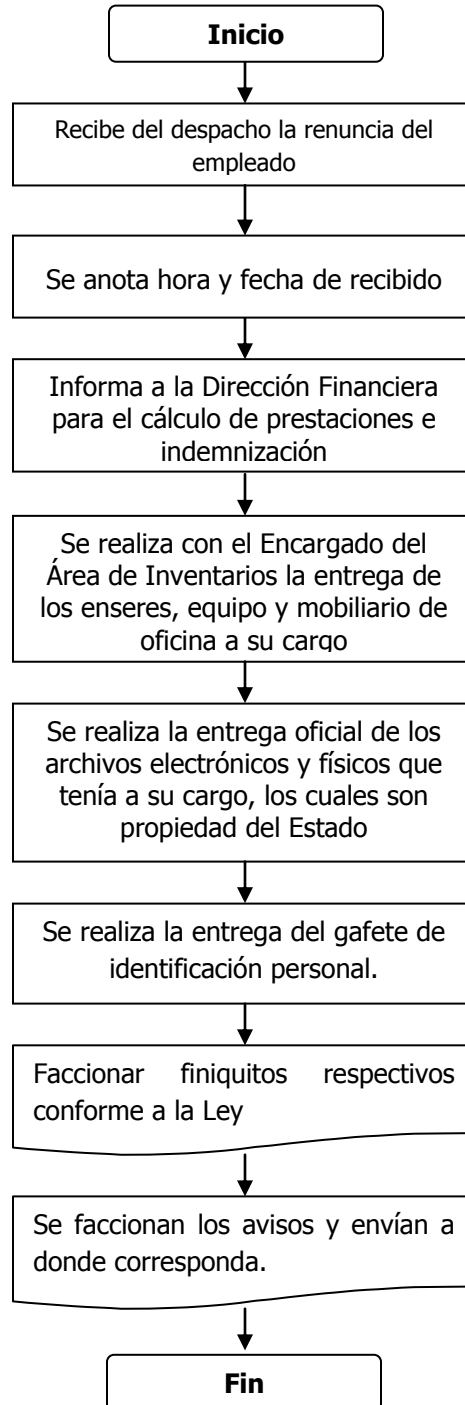 Inicio
Recibe del despacho la renuncia del
empleado
Se anota hora y fecha de recibido
Informa a la Dirección Financiera
para el cálculo de prestaciones e
indemnización
Se realiza con el Encargado del
Área de Inventarios la entrega de
los enseres, equipo y mobiliario de
oficina a su cargo
Se realiza la entrega oficial de los
archivos electrónicos y físicos que
tenía a su cargo, los cuales son
propiedad del Estado
Se realiza la entrega del gafete de
identificación personal.
Faccionar finiquitos respectivos
conforme a la Ley
Se faccionan los avisos y envían a
donde corresponda.
Fin